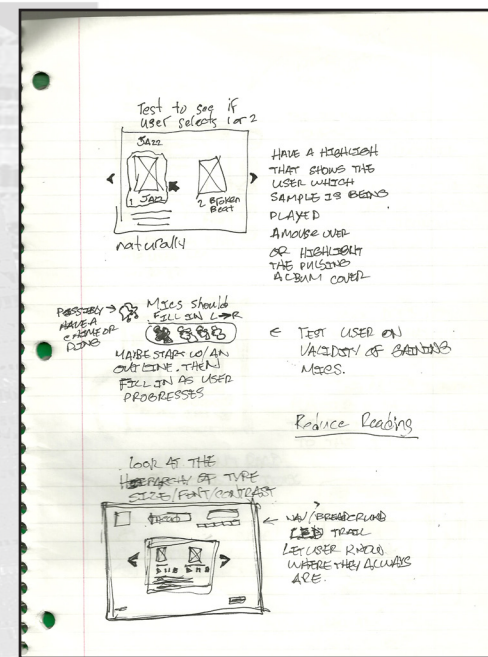 Test to see if
user selects 1 or 2
JAZZ
1 JAZZ
2 Broken
Beat
naturally
HAVE A HIGHLIGH
THAT SHOWS THE
USER WHICH
SAMPLE IS BEING
PLAYED
A MOUSE OVER
OR HIGHLIGHT
THE PULSING
ALBUM COVER
POSSIBLY →
HAVE A
CHIME OR
DING
MICS should
FILL IN L→R
MAYBE START W/ AN
OUTLINE. THEN
FILL IN AS USER
PROGRESSES
← TEST USER ON
VALIDITY OF GAINING
MICS.
Reduce Reading
LOOK AT THE
HIERARCHY OF TYPE
SIZE/FONT/CONTRAST
← NAV/BREADCRUMB
TRAIL
LET USER KNOW
WHERE THEY ALWAYS
ARE.